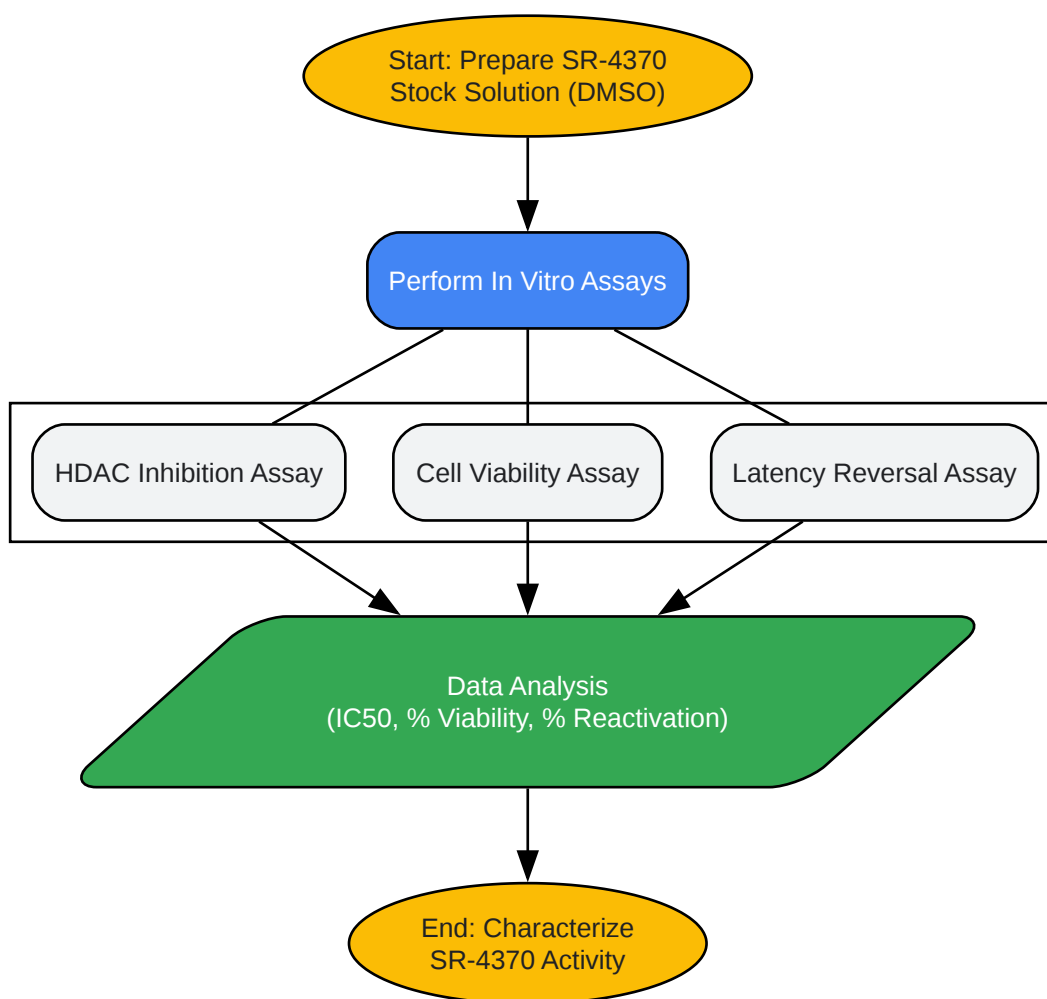 Start: Prepare SR-4370
Stock Solution (DMSO)
Perform In Vitro Assays
HDAC Inhibition Assay
Cell Viability Assay
Latency Reversal Assay
Data Analysis
(IC50, % Viability, % Reactivation)
End: Characterize
SR-4370 Activity